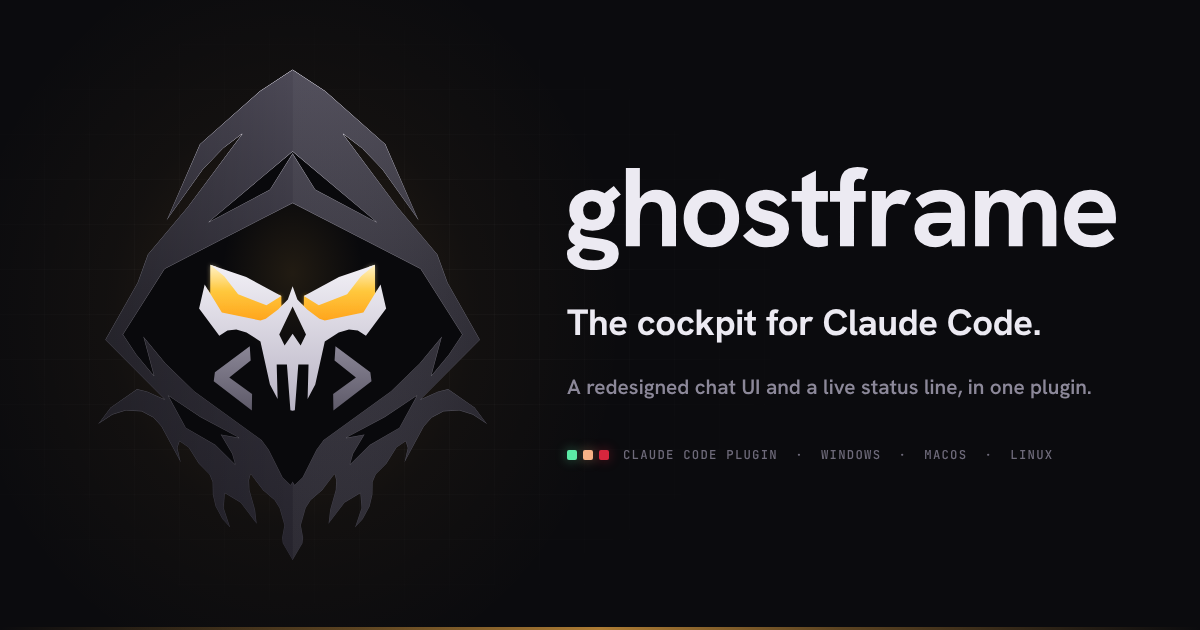 ghostframe
The cockpit for Claude Code.
A redesigned chat UI and a live status line, in one plugin.
CLAUDE CODE PLUGIN · WINDOWS · MACOS · LINUX